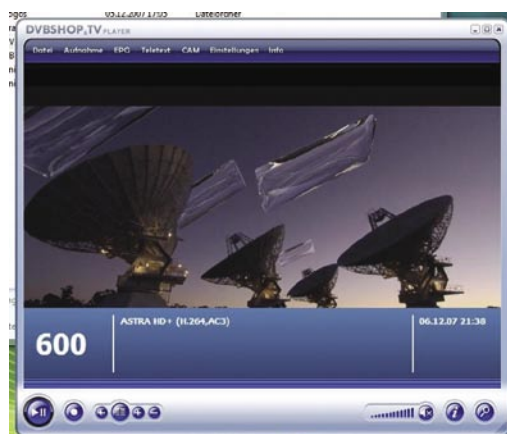 03.12.2007 17:05 Dateiordner
DVBSHOP.TV PLAYER
Datei Aufnahme EPG Teletext CAM Einstellungen Info
600
ASTRA HD+ (H.264,AC3)
06.12.07 21:38